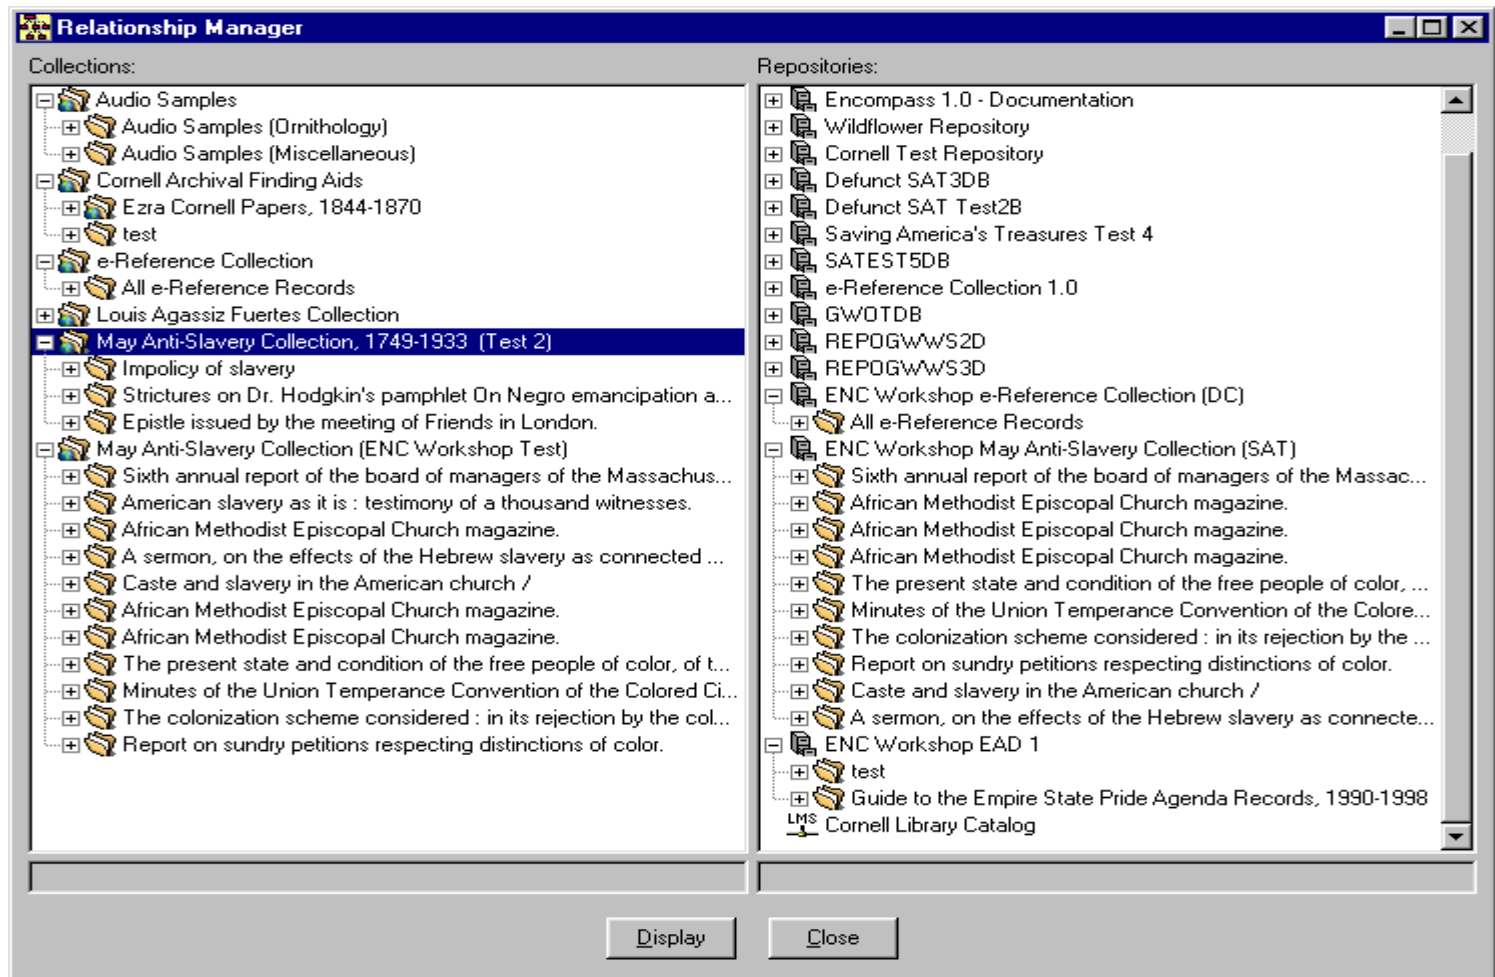 Relationship Manager
Collections:
Audio Samples
Audio Samples (Ornithology)
Audio Samples (Miscellaneous)
Cornell Archival Finding Aids
Ezra Cornell Papers, 1844-1870
test
e-Reference Collection
All e-Reference Records
Louis Agassiz Fuertes Collection
May Anti-Slavery Collection, 1749-1933 (Test 2)
Impolicy of slavery
Strictures on Dr. Hodgkin's pamphlet On Negro emancipation a...
Epistle issued by the meeting of Friends in London.
May Anti-Slavery Collection (ENC Workshop Test)
Sixth annual report of the board of managers of the Massachus...
American slavery as it is : testimony of a thousand witnesses.
African Methodist Episcopal Church magazine.
A sermon, on the effects of the Hebrew slavery as connected ...
Caste and slavery in the American church /
African Methodist Episcopal Church magazine.
African Methodist Episcopal Church magazine.
The present state and condition of the free people of color, of t...
Minutes of the Union Temperance Convention of the Colored Ci...
The colonization scheme considered : in its rejection by the col...
Report on sundry petitions respecting distinctions of color.
Repositories:
Encompass 1.0 - Documentation
Wildflower Repository
Cornell Test Repository
Defunct SAT3DB
Defunct SAT Test2B
Saving America's Treasures Test 4
SATEST5DB
e-Reference Collection 1.0
GWOTDB
REPOGWWS2D
REPOGWWS3D
ENC Workshop e-Reference Collection (DC)
All e-Reference Records
ENC Workshop May Anti-Slavery Collection (SAT)
Sixth annual report of the board of managers of the Massac...
African Methodist Episcopal Church magazine.
African Methodist Episcopal Church magazine.
African Methodist Episcopal Church magazine.
The present state and condition of the free people of color, ...
Minutes of the Union Temperance Convention of the Colore...
The colonization scheme considered : in its rejection by the ...
Report on sundry petitions respecting distinctions of color.
Caste and slavery in the American church /
A sermon, on the effects of the Hebrew slavery as connecte...
ENC Workshop EAD 1
test
Guide to the Empire State Pride Agenda Records, 1990-1998
LMS Cornell Library Catalog
Display
Close